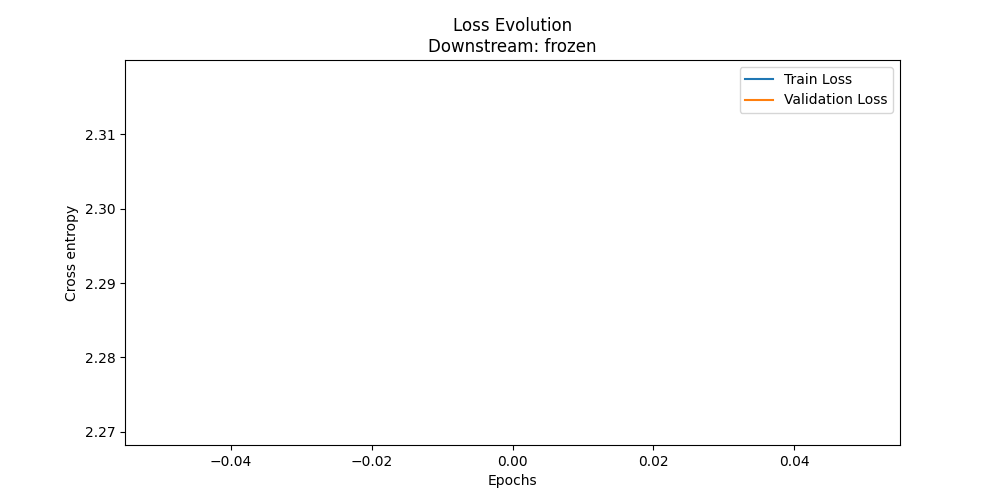 Loss Evolution
Downstream: frozen
Train Loss
Validation Loss
2.31
2.30
2.29
2.28
2.27
Cross entropy
−0.04
−0.02
0.00
0.02
0.04
Epochs